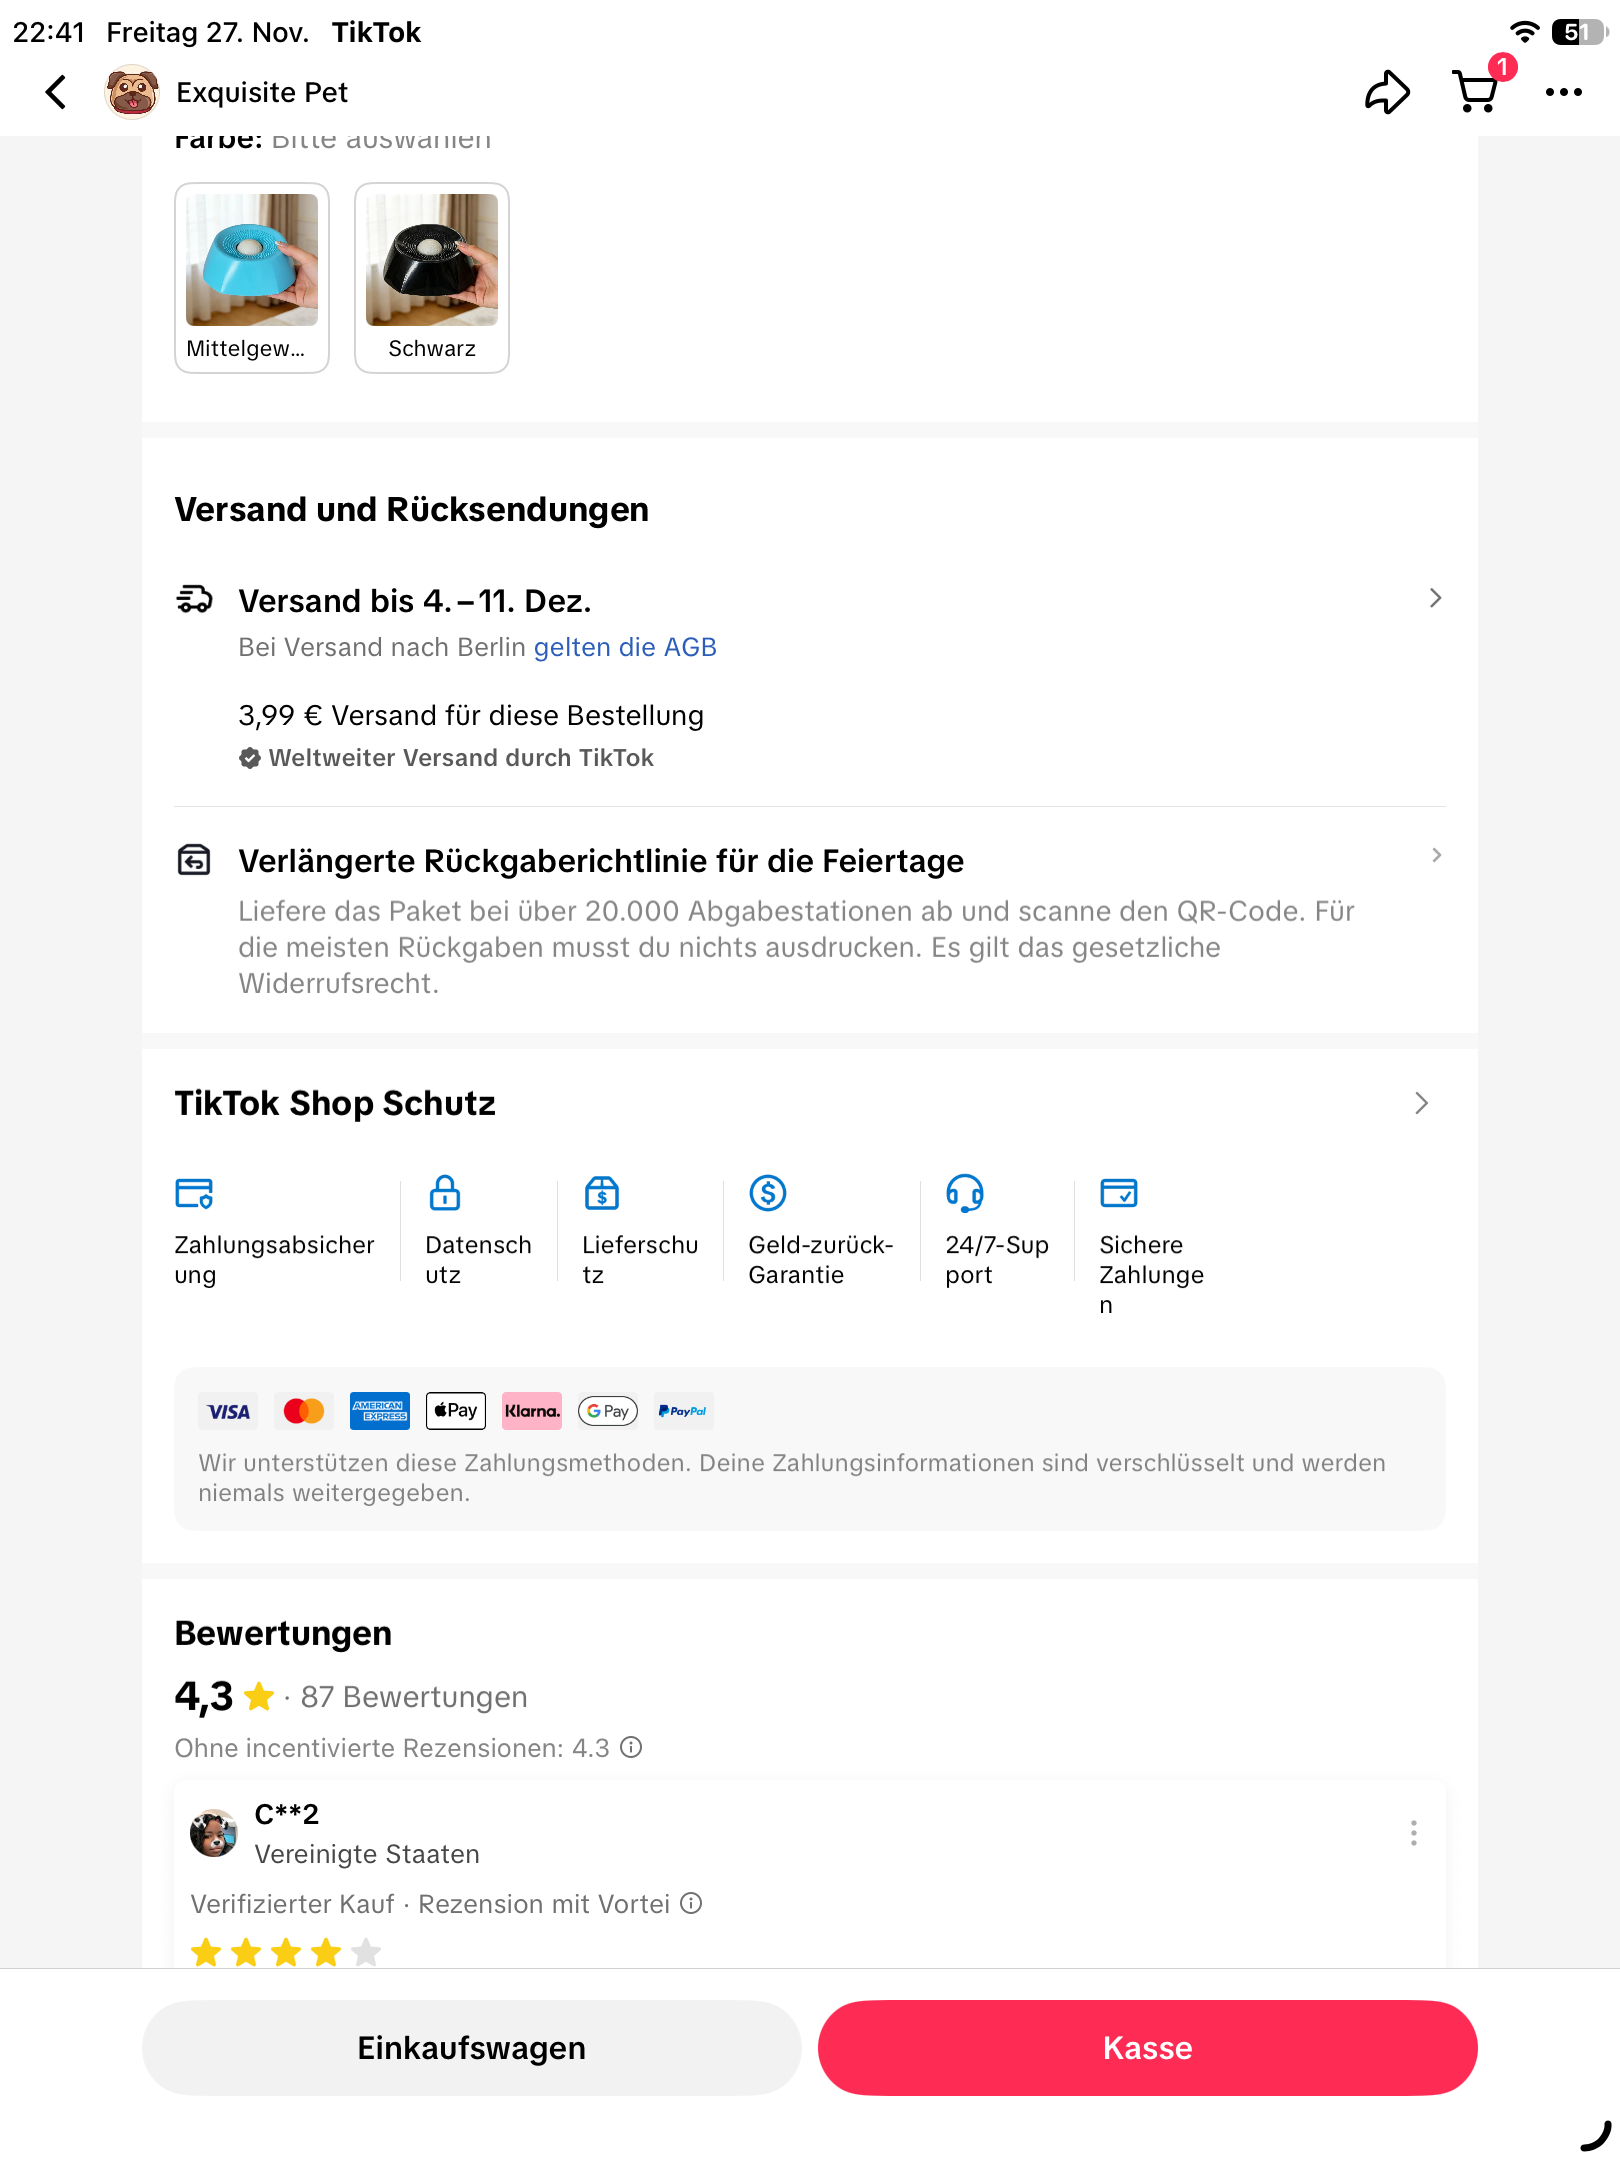 22:41 Freitag 27. Nov. TikTok
51
Exquisite Pet
1
Farbe: Bitte auswählen
Mittelgew...
Schwarz
Versand und Rücksendungen
Versand bis 4. – 11. Dez.
Bei Versand nach Berlin gelten die AGB
3,99 € Versand für diese Bestellung
Weltweiter Versand durch TikTok
Verlängerte Rückgaberichtlinie für die Feiertage
Liefere das Paket bei über 20.000 Abgabestationen ab und scanne den QR-Code. Für
die meisten Rückgaben musst du nichts ausdrucken. Es gilt das gesetzliche
Widerrufsrecht.
TikTok Shop Schutz
Zahlungsabsicher
ung
Datensch
utz
Lieferschu
tz
Geld-zurück-
Garantie
24/7-Sup
port
Sichere
Zahlunge
n
VISA
AMERICAN
EXPRESS
Pay
Klarna.
G Pay
PayPal
Wir unterstützen diese Zahlungsmethoden. Deine Zahlungsinformationen sind verschlüsselt und werden
niemals weitergegeben.
Bewertungen
4,3 · 87 Bewertungen
Ohne incentivierte Rezensionen: 4.3
C**2
Vereinigte Staaten
Verifizierter Kauf · Rezension mit Vortei
Einkaufswagen
Kasse